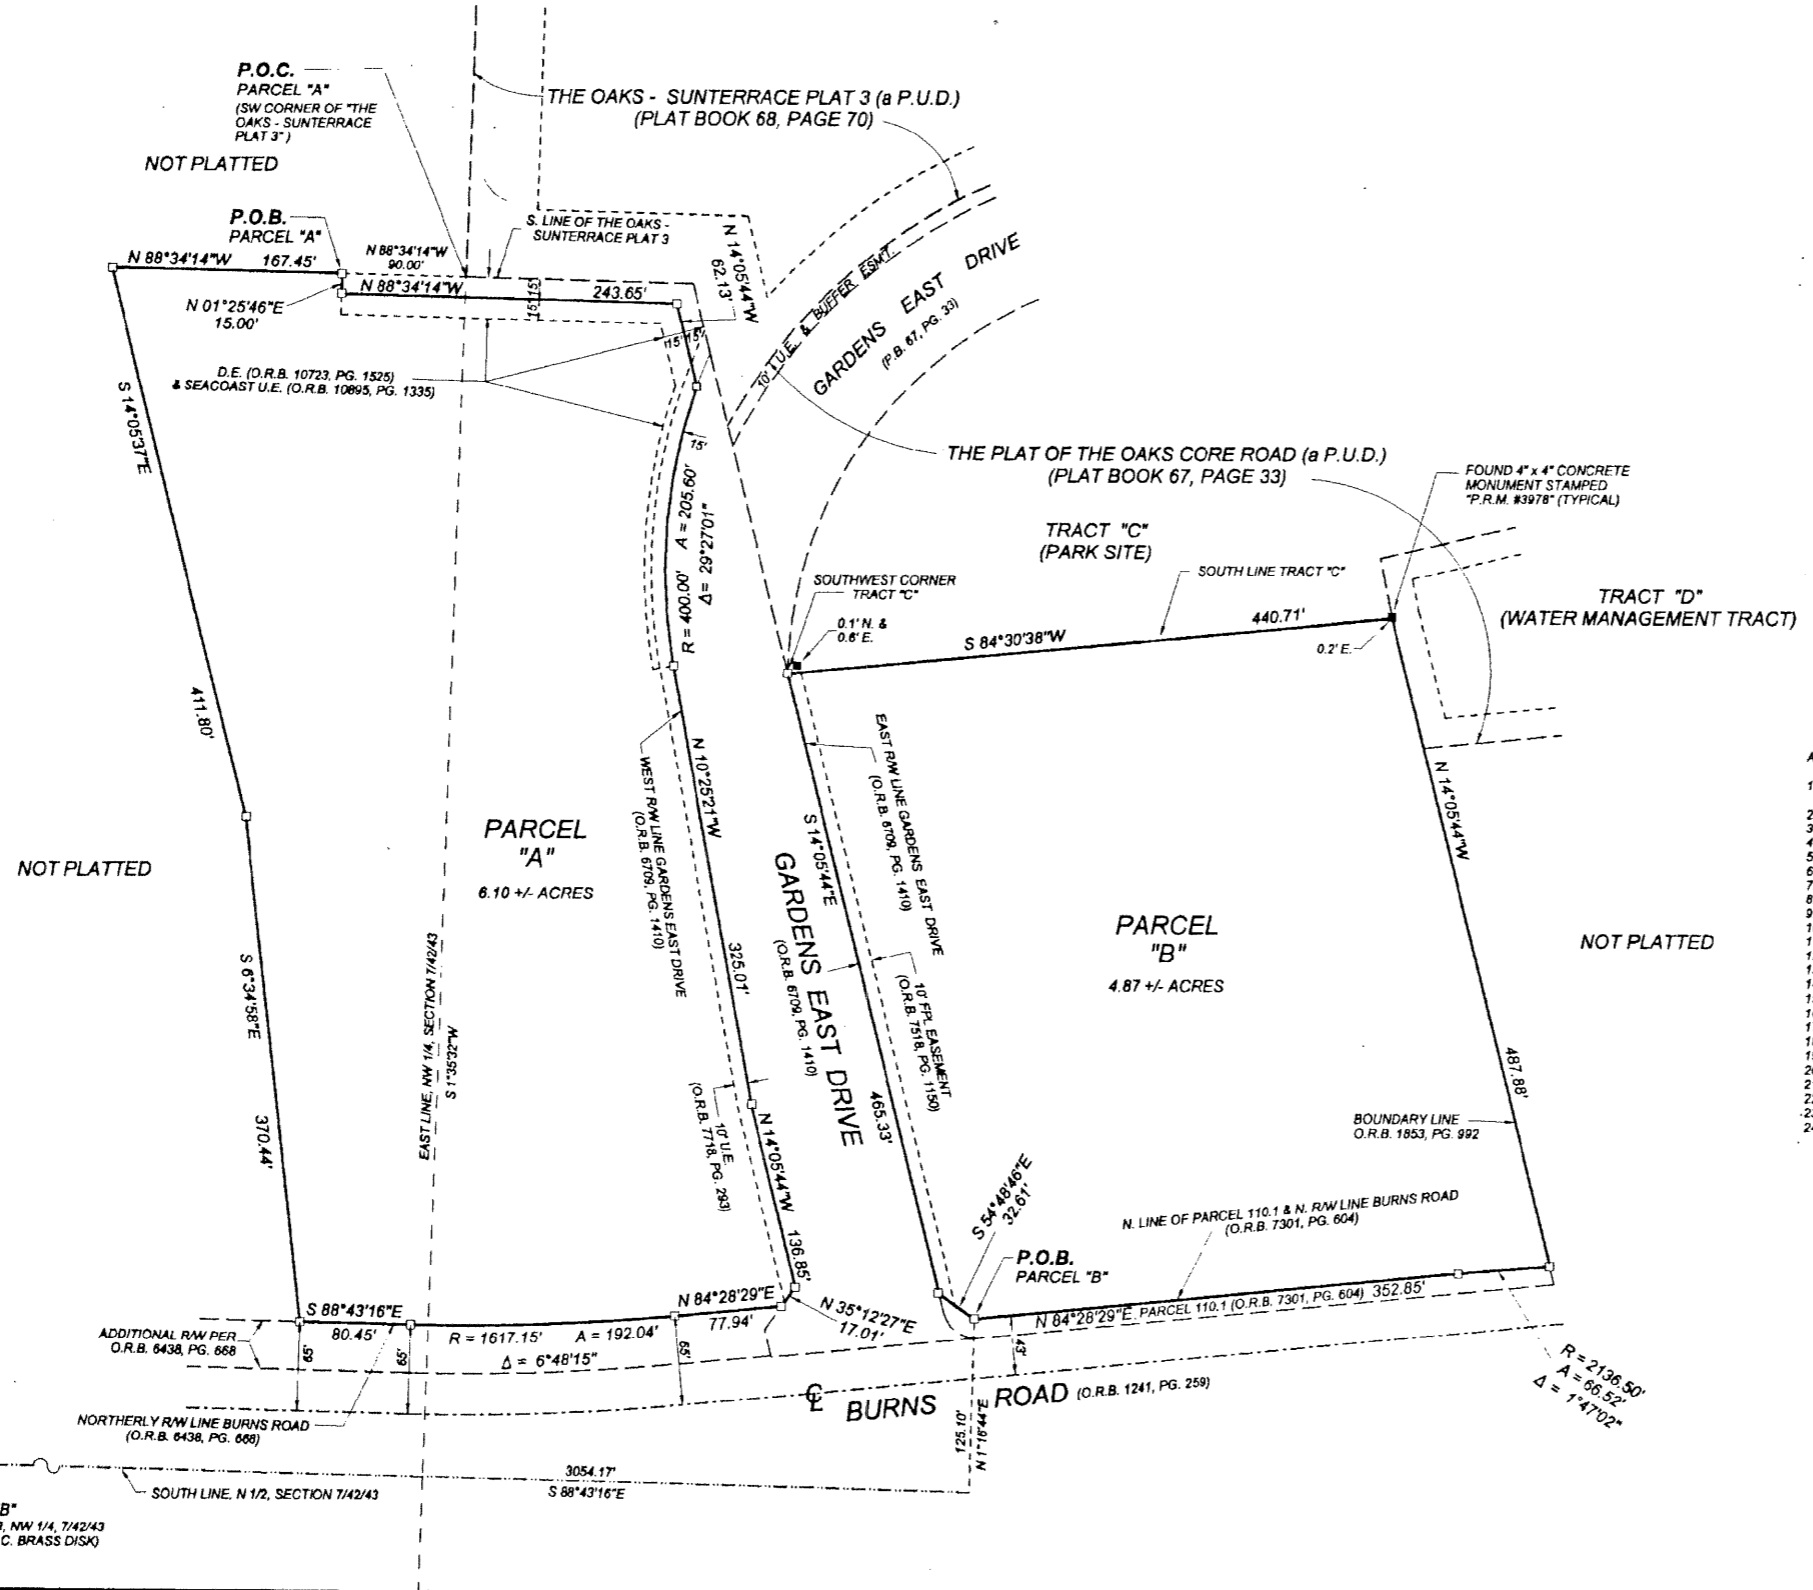 P.O.C.
PARCEL "A"
(SW CORNER OF "THE
OAKS - SUNTERRACE
PLAT 3")
NOT PLATTED
THE OAKS - SUNTERRACE PLAT 3 (a P.U.D.)
(PLAT BOOK 68, PAGE 70)
P.O.B.
PARCEL "A"
S. LINE OF THE OAKS -
SUNTERRACE PLAT 3
N 88°34'14"W 167.45'
N 88°34'14"W
90.00'
N 88°34'14"W 243.65'
15' 15'
N 01°25'46"E
15.00'
N 14°05'44"W
62.13'
15' 15'
10' U.E. & BUFFER ESMT.
GARDENS EAST DRIVE
(P.B. 67, PG. 33)
D.E. (O.R.B. 10723, PG. 1525)
& SEACOAST U.E. (O.R.B. 10895, PG. 1335)
S 14°05'37"E
411.80'
15'
R = 400.00' A = 205.60'
Δ= 29°27'01"
THE PLAT OF THE OAKS CORE ROAD (a P.U.D.)
(PLAT BOOK 67, PAGE 33)
FOUND 4" x 4" CONCRETE
MONUMENT STAMPED
"P.R.M. #3978" (TYPICAL)
TRACT "C"
(PARK SITE)
SOUTHWEST CORNER
TRACT "C"
SOUTH LINE TRACT "C"
0.1' N. &
0.6' E.
S 84°30'38"W
440.71'
0.2' E.
TRACT "D"
(WATER MANAGEMENT TRACT)
WEST R/W LINE GARDENS EAST DRIVE
(O.R.B. 6709, PG. 1410)
N 10°25'21"W
325.01'
EAST R/W LINE GARDENS EAST DRIVE
(O.R.B. 6709, PG. 1410)
S 14°05'44"E
465.33'
GARDENS EAST DRIVE
(O.R.B. 6709, PG. 1410)
10' FPL EASEMENT
(O.R.B. 7518, PG. 1150)
N 14°05'44"W
487.88'
NOT PLATTED
PARCEL
"A"
6.10 +/- ACRES
PARCEL
"B"
4.87 +/- ACRES
NOT PLATTED
S 6°34'58"E
370.44'
EAST LINE, NW 1/4, SECTION 7/42/43
S 1°35'32"W
10' U.E.
(O.R.B. 7718, PG. 293)
N 14°05'44"W
136.85'
BOUNDARY LINE
O.R.B. 1853, PG. 992
S 54°48'46"E
32.61'
N. LINE OF PARCEL 110.1 & N. R/W LINE BURNS ROAD
(O.R.B. 7301, PG. 604)
P.O.B.
PARCEL "B"
S 88°43'16"E
80.45'
R = 1617.15' A = 192.04'
Δ = 6°48'15"
N 84°28'29"E
77.94'
N 35°12'27"E
17.01'
N 84°28'29"E PARCEL 110.1 (O.R.B. 7301, PG. 604) 352.85'
ADDITIONAL R/W PER
O.R.B. 6438, PG. 668
65'
65'
65'
43'
R = 2136.50'
A = 66.52'
Δ = 1°47'02"
BURNS ROAD (O.R.B. 1241, PG. 259)
NORTHERLY R/W LINE BURNS ROAD
(O.R.B. 6438, PG. 668)
125.10'
N 1°16'44"E
3054.17'
S 88°43'16"E
SOUTH LINE, N 1/2, SECTION 7/42/43
B"
NW 1/4, 7/42/43
C. BRASS DISK)